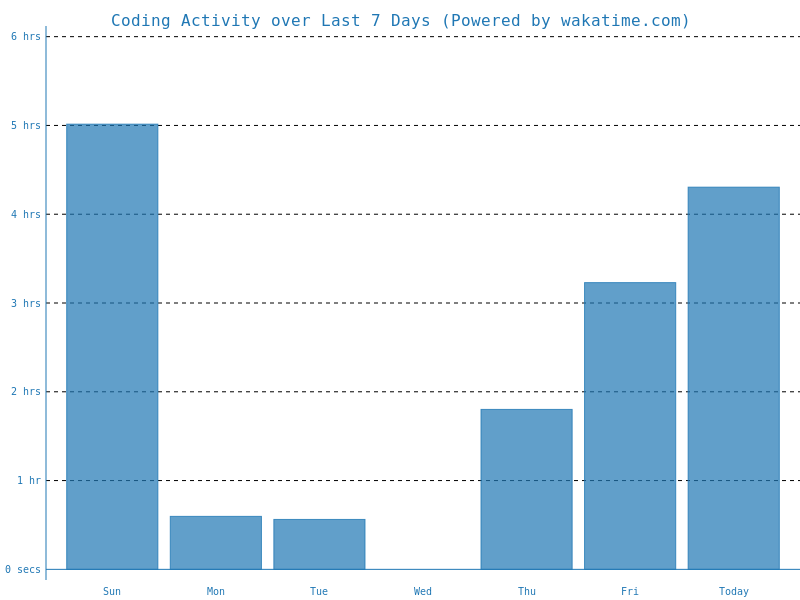 Coding Activity over Last 7 Days (Powered by wakatime.com)
6 hrs
5 hrs
4 hrs
3 hrs
2 hrs
1 hr
0 secs
Sun Mon Tue Wed Thu Fri Today